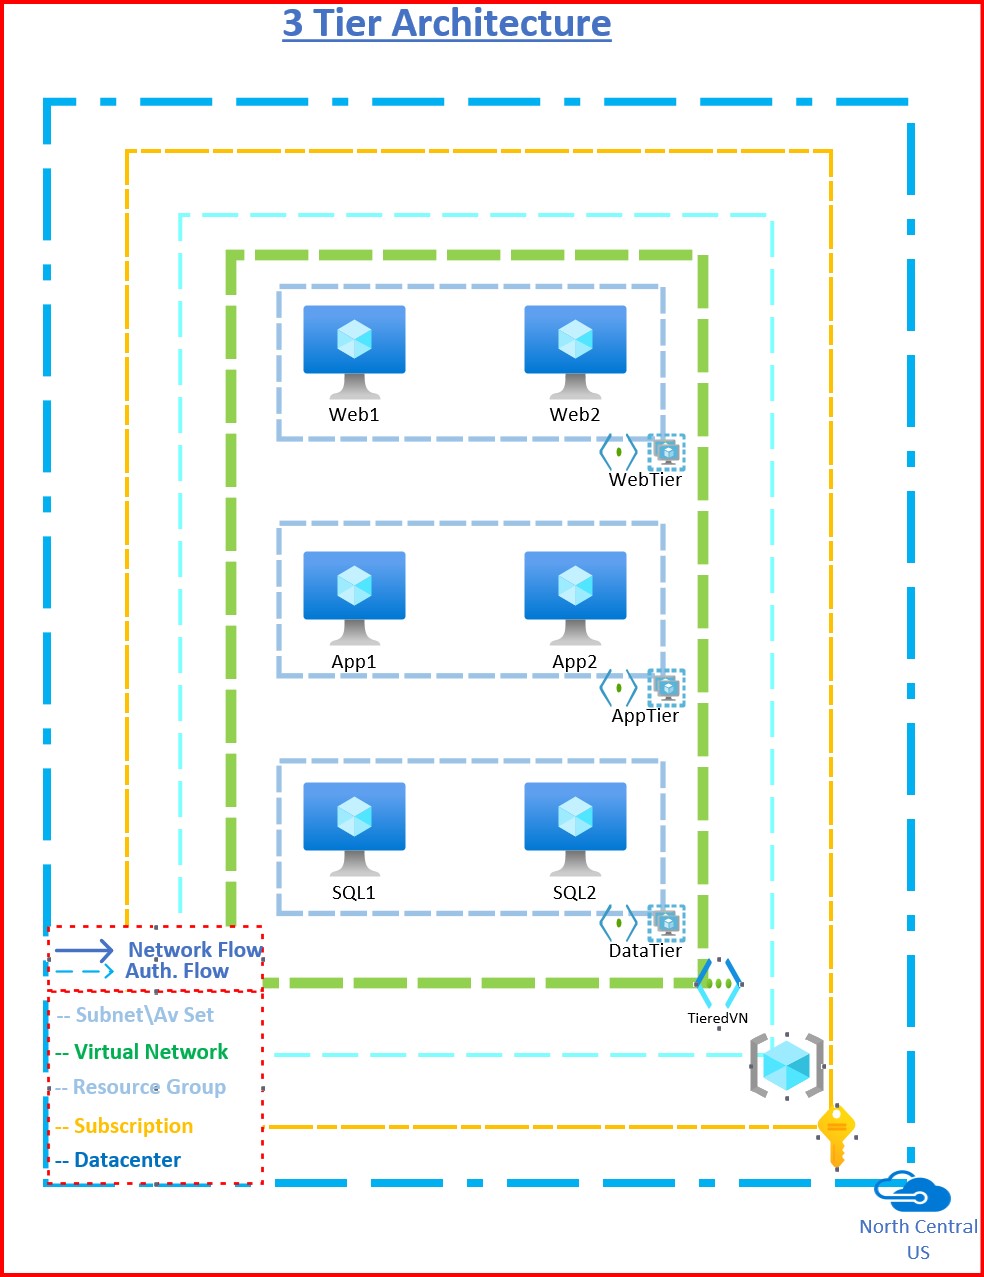 3 Tier Architecture
Web1
Web2
WebTier
App1
App2
AppTier
SQL1
SQL2
DataTier
TieredVN
Network Flow
Auth. Flow
-- Subnet\Av Set
-- Virtual Network
-- Resource Group
-- Subscription
-- Datacenter
North Central
US